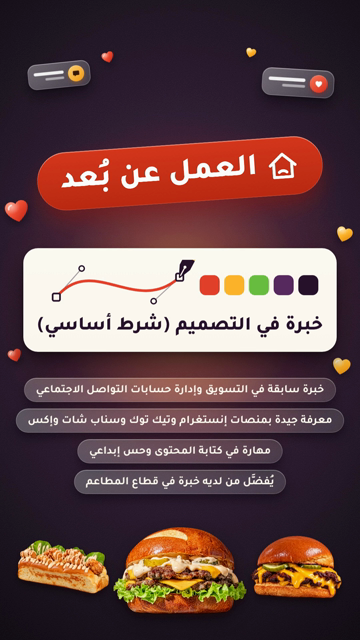 العمل عن بُعد
خبرة في التصميم (شرط أساسي)
خبرة سابقة في التسويق وإدارة حسابات التواصل الاجتماعي
معرفة جيدة بمنصات إنستغرام وتيك توك وسناب شات وإكس
مهارة في كتابة المحتوى وحس إبداعي
يُفضَّل من لديه خبرة في قطاع المطاعم